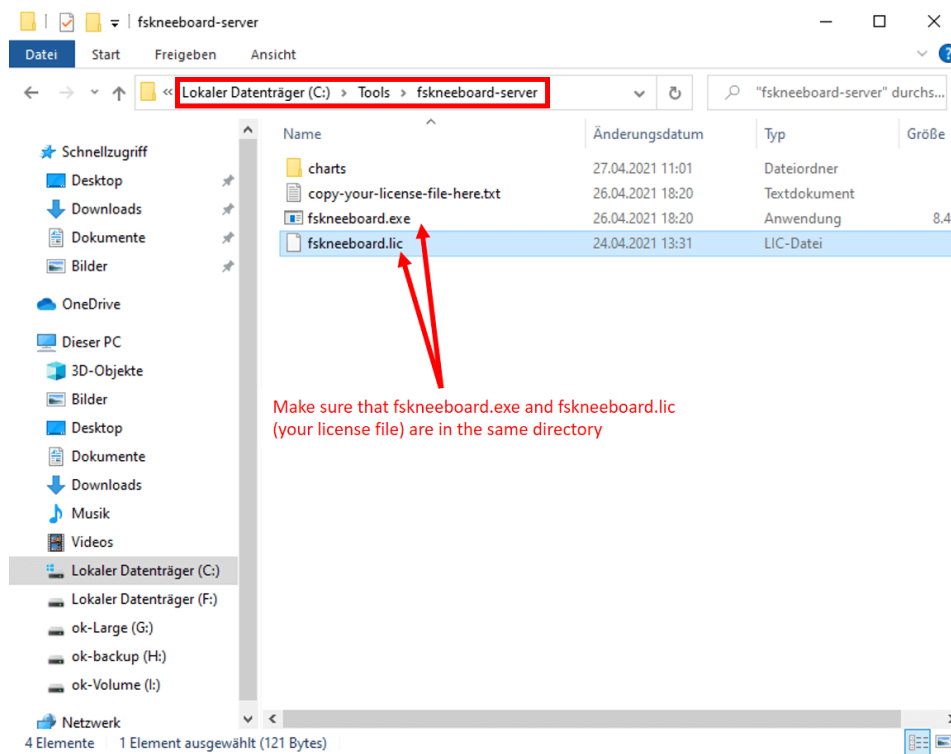 fskneeboard-server
Datei Start Freigeben Ansicht
« Lokaler Datenträger (C:) > Tools > fskneeboard-server
"fskneeboard-server" durchs...
Name Änderungsdatum Typ Größe
charts 27.04.2021 11:01 Dateiordner
copy-your-license-file-here.txt 26.04.2021 18:20 Textdokument
fskneeboard.exe 26.04.2021 18:20 Anwendung 8.4
fskneeboard.lic 24.04.2021 13:31 LIC-Datei
Schnellzugriff
Desktop
Downloads
Dokumente
Bilder
OneDrive
Dieser PC
3D-Objekte
Bilder
Desktop
Dokumente
Downloads
Musik
Videos
Lokaler Datenträger (C:)
Lokaler Datenträger (F:)
ok-Large (G:)
ok-backup (H:)
ok-Volume (I:)
Netzwerk
Make sure that fskneeboard.exe and fskneeboard.lic
(your license file) are in the same directory
4 Elemente 1 Element ausgewählt (121 Bytes)